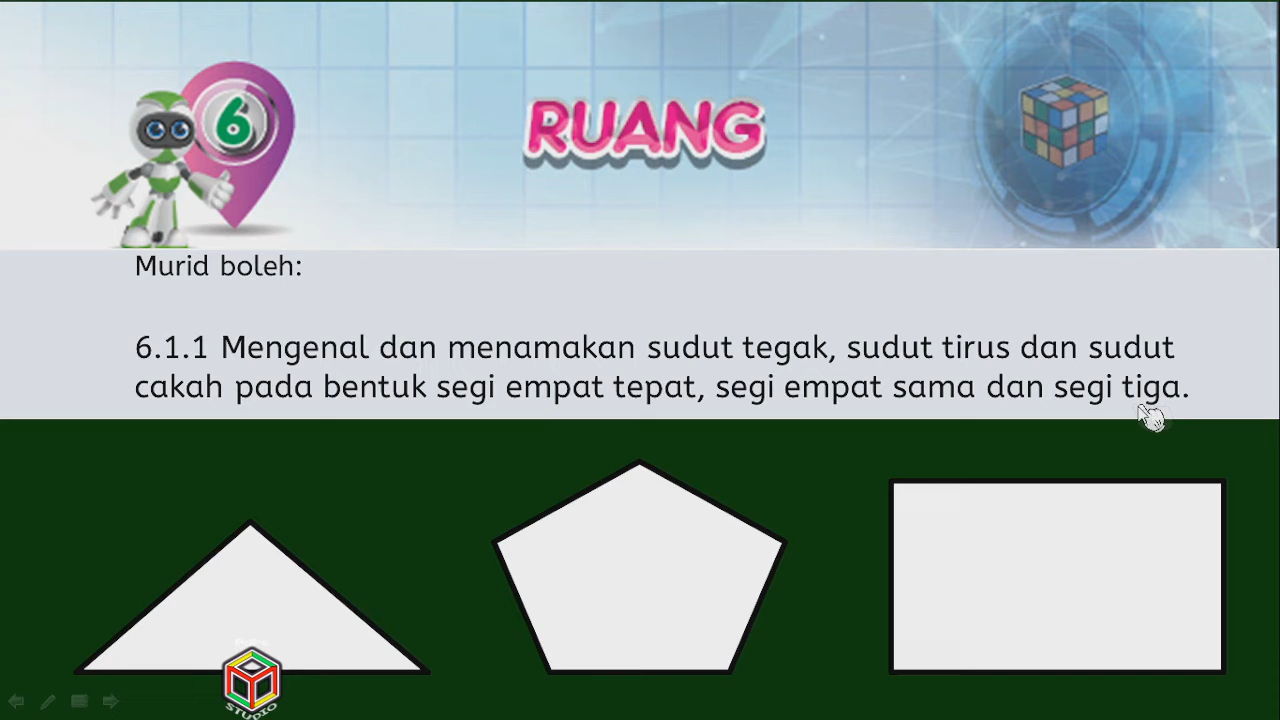 6
RUANG
Murid boleh:
6.1.1 Mengenal dan menamakan sudut tegak, sudut tirus dan sudut
cakah pada bentuk segi empat tepat, segi empat sama dan segi tiga.
STUDIO